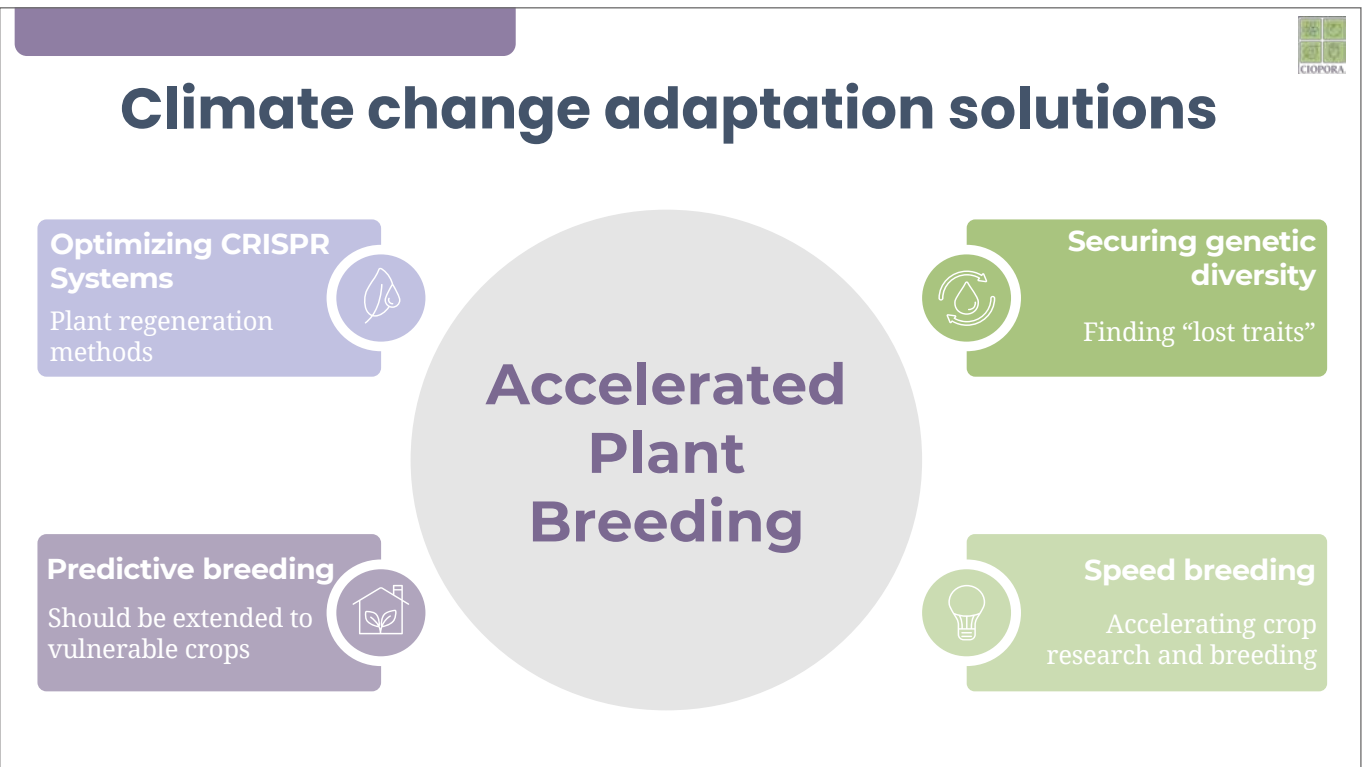 CIOPORA
Climate change adaptation solutions
Optimizing CRISPR
Systems
Plant regeneration
methods
Securing genetic
diversity
Finding “lost traits”
Accelerated
Plant
Breeding
Predictive breeding
Should be extended to
vulnerable crops
Speed breeding
Accelerating crop
research and breeding